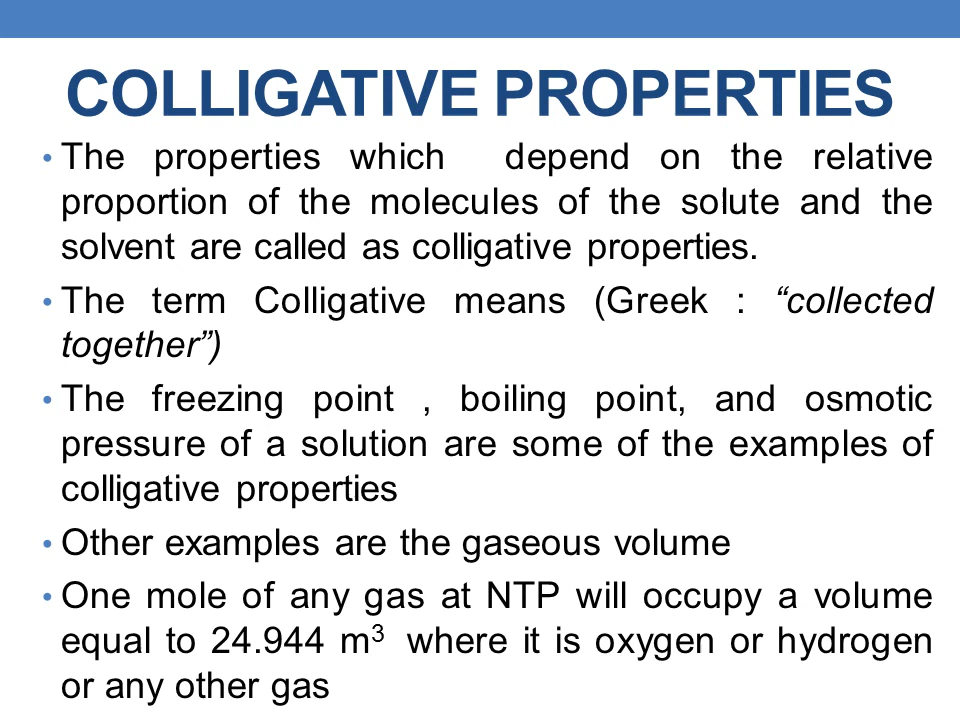 COLLIGATIVE PROPERTIES
• The properties which depend on the relative
proportion of the molecules of the solute and the
solvent are called as colligative properties.
• The term Colligative means (Greek : “collected
together”)
• The freezing point , boiling point, and osmotic
pressure of a solution are some of the examples of
colligative properties
• Other examples are the gaseous volume
• One mole of any gas at NTP will occupy a volume
equal to 24.944 m³ where it is oxygen or hydrogen
or any other gas